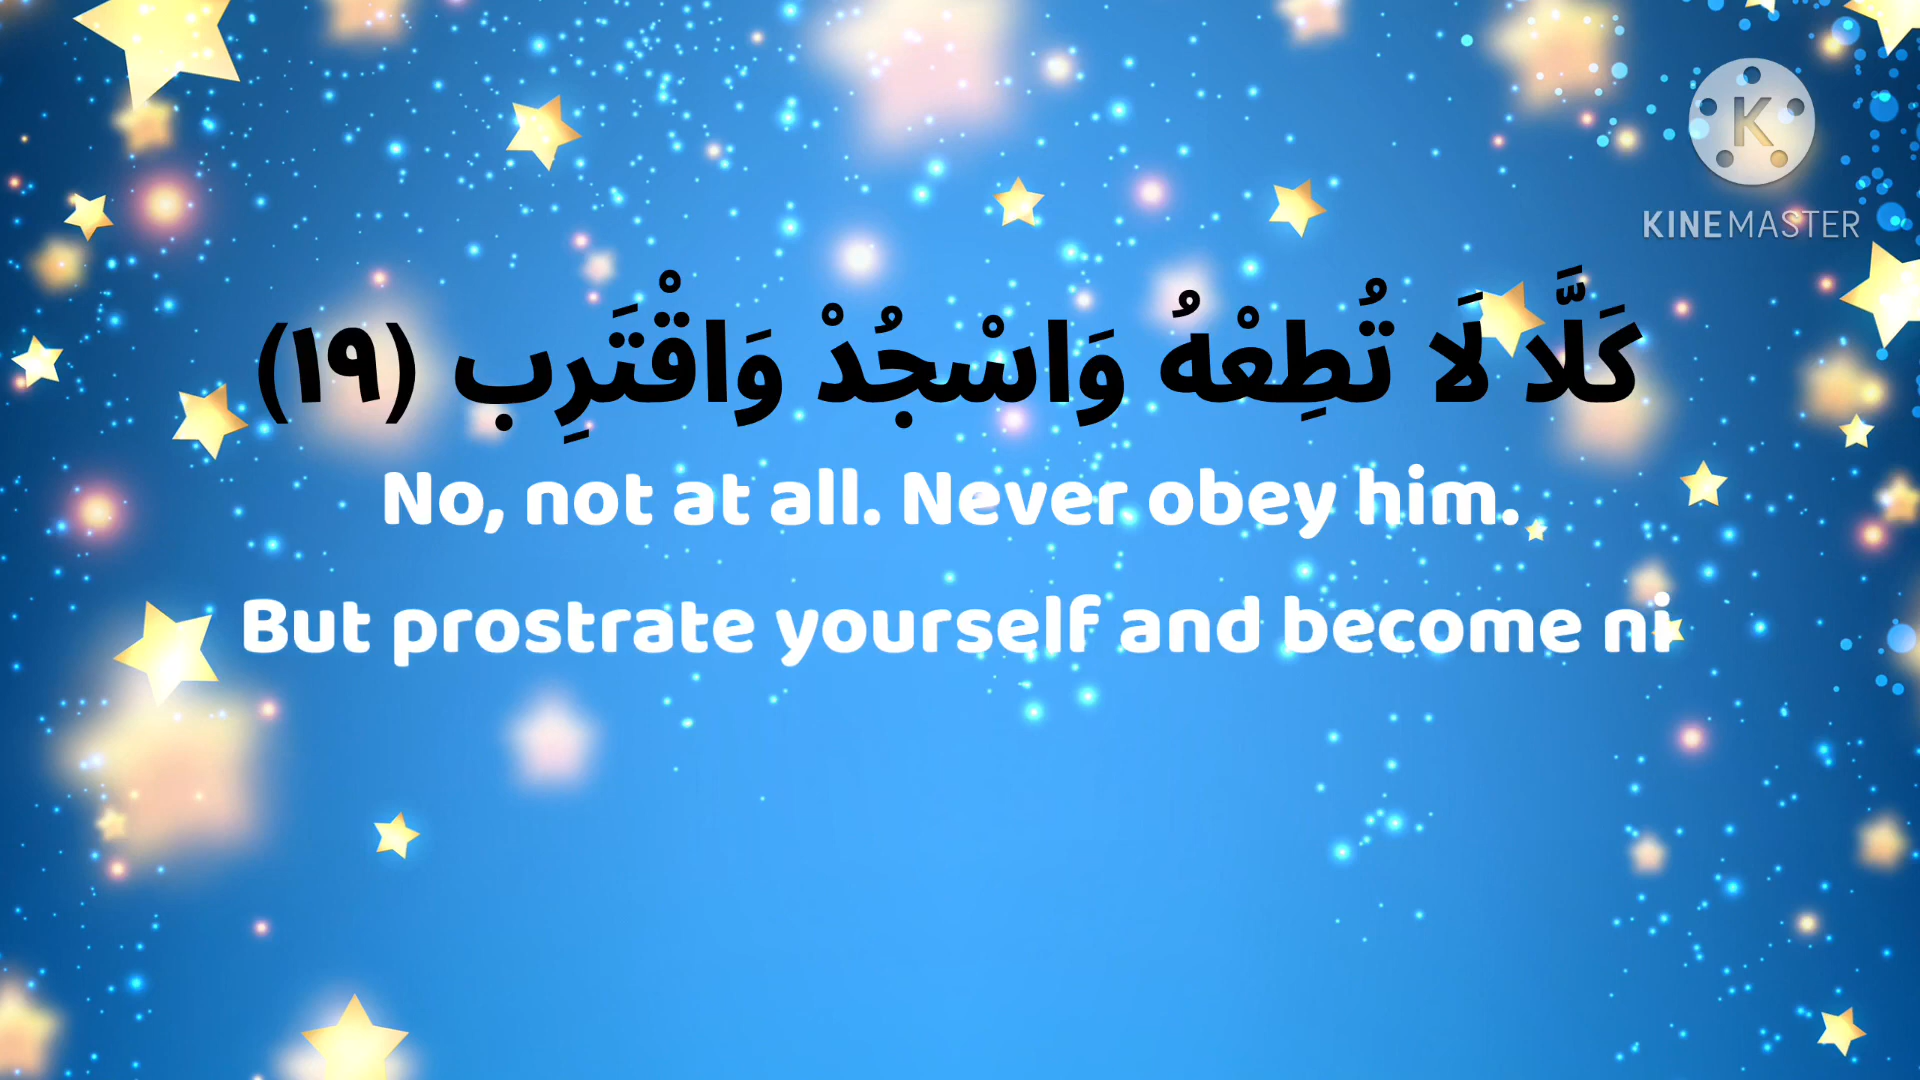 K
KINEMASTER
كَلَّا لَا تُطِعْهُ وَاسْجُدْ وَاقْتَرِب (١٩)
No, not at all. Never obey him.
But prostrate yourself and become ni